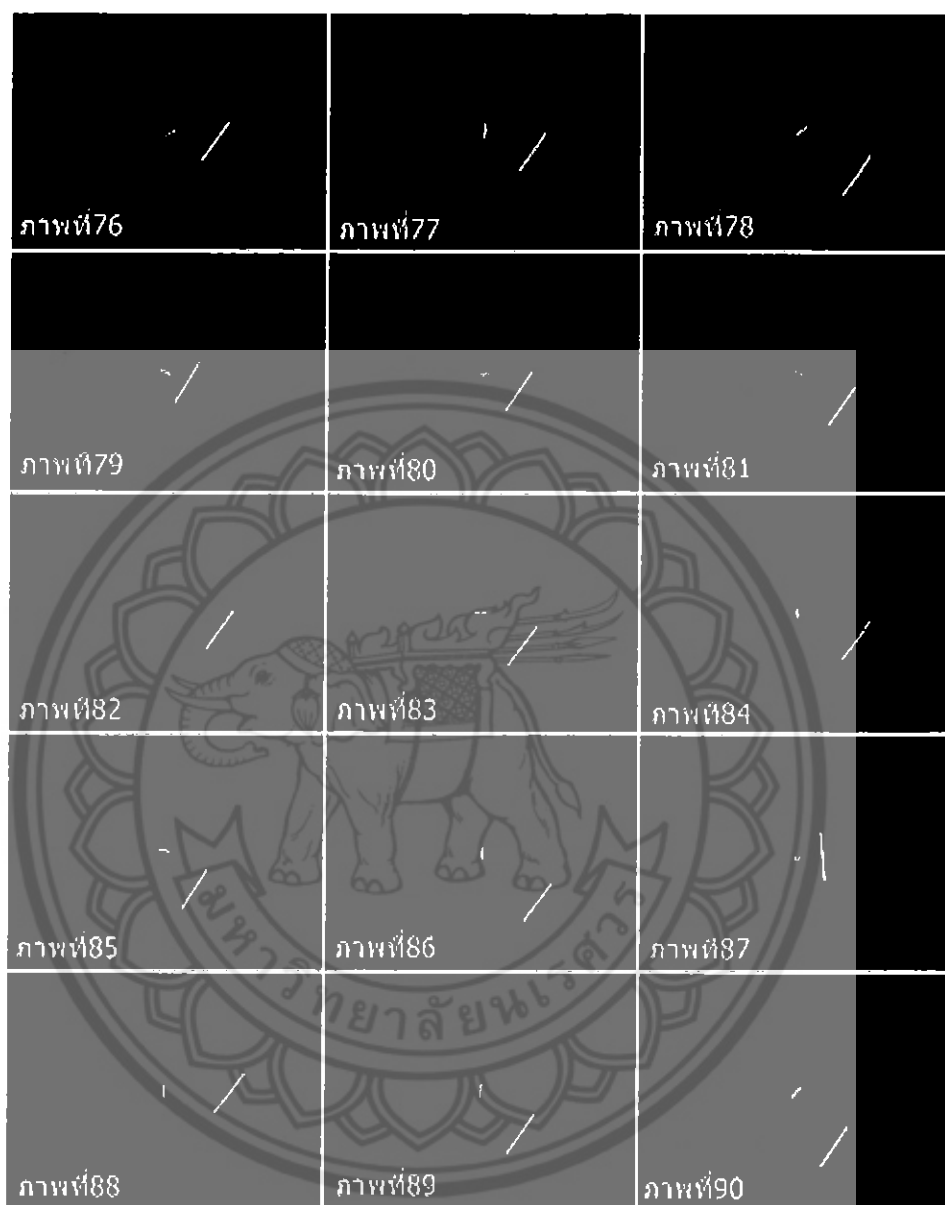 ภาพที่76 ภาพที่77 ภาพที่78
ภาพที่79 ภาพที่80 ภาพที่81
ภาพที่82 ภาพที่83 ภาพที่84
ภาพที่85 ภาพที่86 ภาพที่87
มหาวิทยาลัยนเรศวร
ภาพที่88 ภาพที่89 ภาพที่90